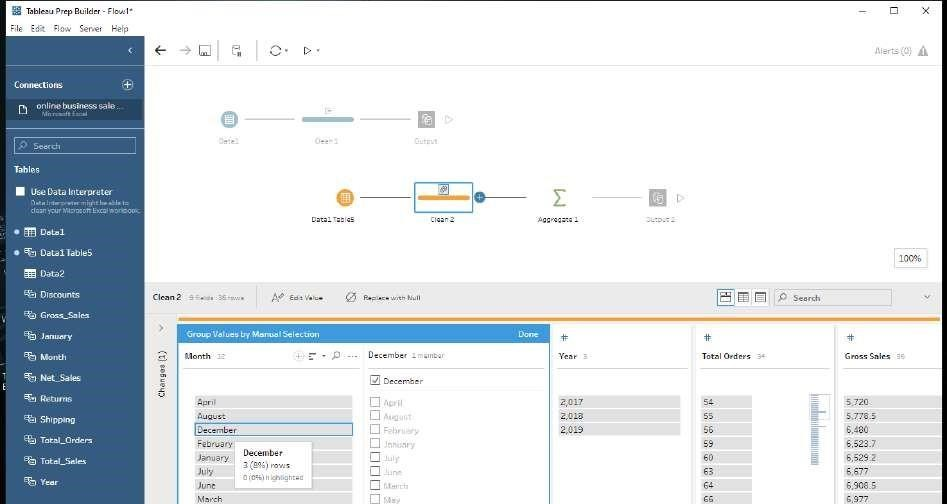 Tableau Prep Builder - Flow1*
File Edit Flow Server Help
Alerts (0)
Connections
online business sale ...
Microsoft Excel
Search
Tables
Use Data Interpreter
Data Interpreter might be able to
clean your Microsoft Excel workbook.
Data1
Data1 Table5
Data2
Discounts
Gross_Sales
January
Month
Net_Sales
Returns
Shipping
Total_Orders
Total_Sales
Year
Data1 Clean 1 Output
Data1 Table5 Clean 2 Aggregate 1 Output 2
100%
Clean 2 9 fields 36 rows Edit Value Replace with Null Search
Changes (1)
Group Values by Manual Selection Done
Month 12
April
August
December
February
January
July
June
March
December
3 (8%) rows
0 (0%) highlighted
December 1 member
December
April
August
February
January
July
June
March
May
#
Year 3
2,017
2,018
2,019
#
Total Orders 34
54
55
56
59
60
63
64
66
#
Gross Sales 36
5,720
5,778.5
6,480
6,523.7
6,529.2
6,677
6,908.5
6,977